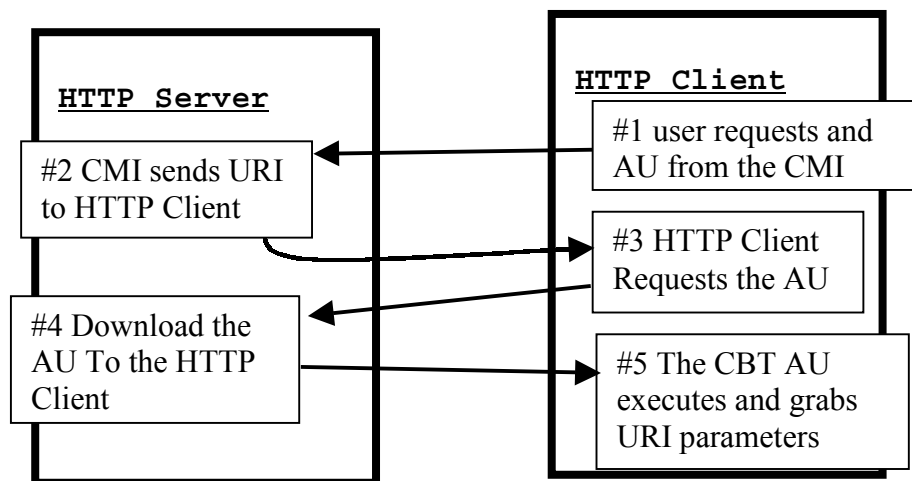 HTTP Server
HTTP Client
#1 user requests and
AU from the CMI
#2 CMI sends URI
to HTTP Client
#3 HTTP Client
Requests the AU
#4 Download the
AU To the HTTP
Client
#5 The CBT AU
executes and grabs
URI parameters